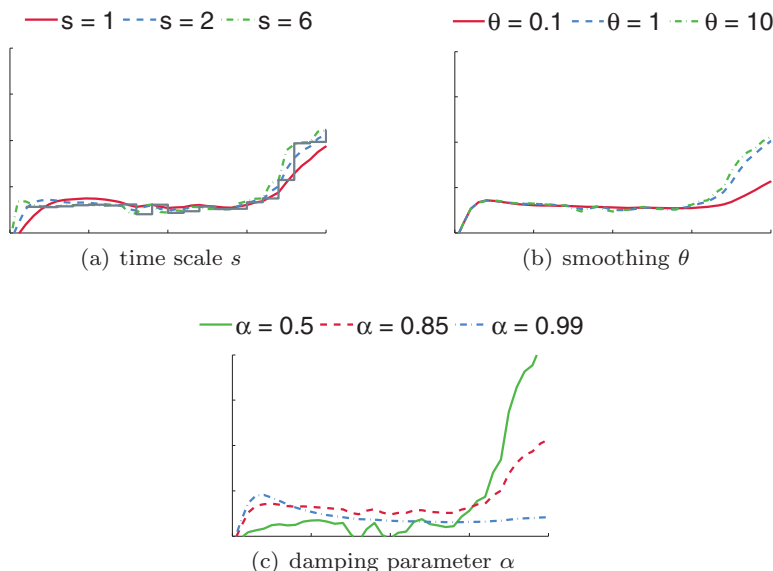 s = 1 s = 2 s = 6
θ = 0.1 θ = 1 θ = 10
(a) time scale s
(b) smoothing θ
α = 0.5 α = 0.85 α = 0.99
(c) damping parameter α